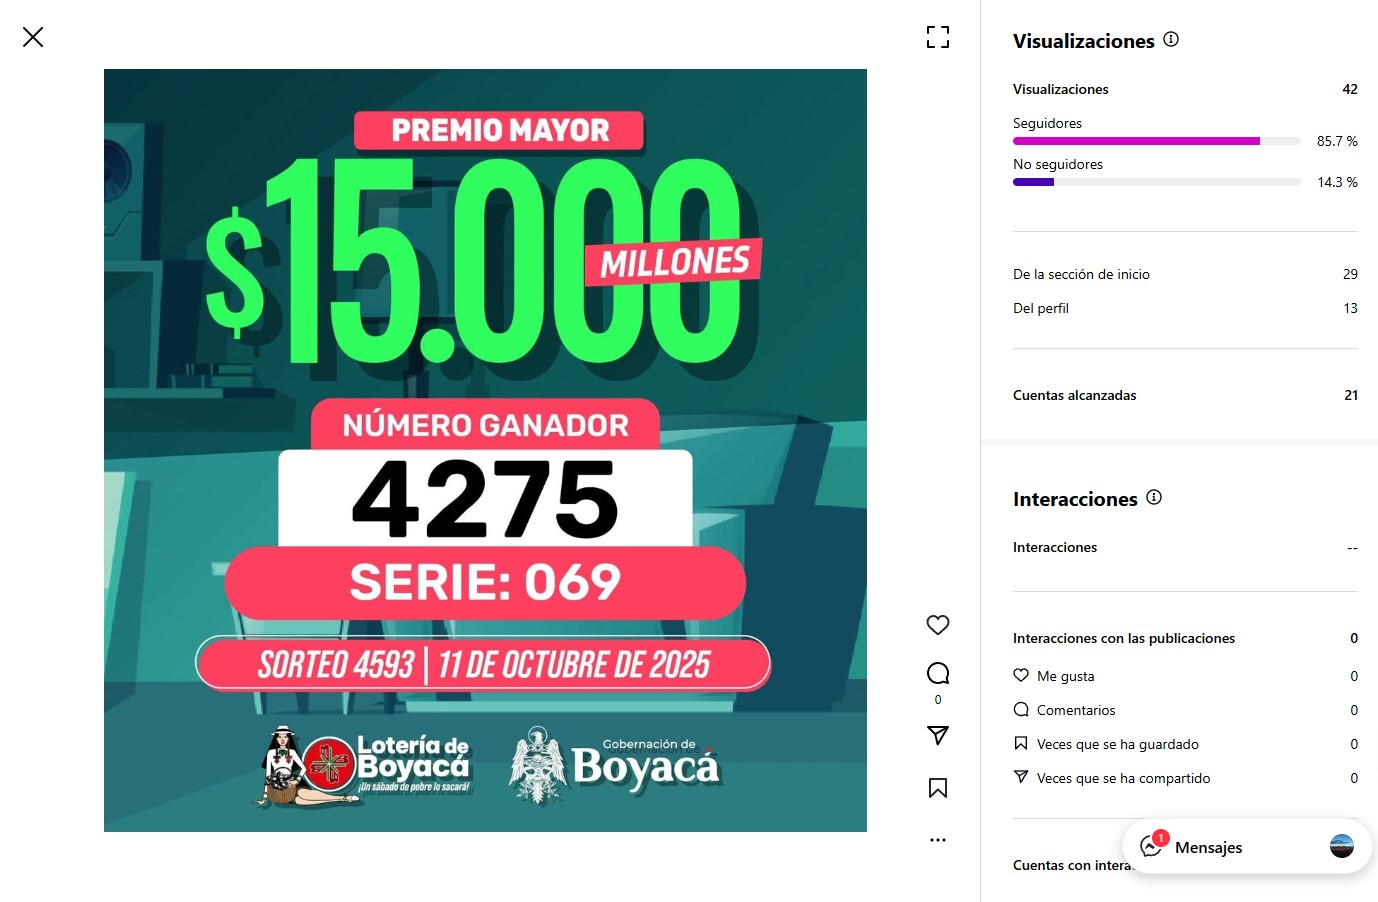 PREMIO MAYOR
$15.000
MILLONES
NÚMERO GANADOR
4275
SERIE: 069
SORTEO 4593 | 11 DE OCTUBRE DE 2025
Lotería de
Boyacá
¡Un sábado de pobre lo sacará!
Gobernación de
Boyacá
0
Visualizaciones
Visualizaciones 42
Seguidores
85.7 %
No seguidores
14.3 %
De la sección de inicio 29
Del perfil 13
Cuentas alcanzadas 21
Interacciones
Interacciones --
Interacciones con las publicaciones 0
Me gusta 0
Comentarios 0
Veces que se ha guardado 0
Veces que se ha compartido 0
1
Mensajes
Cuentas con